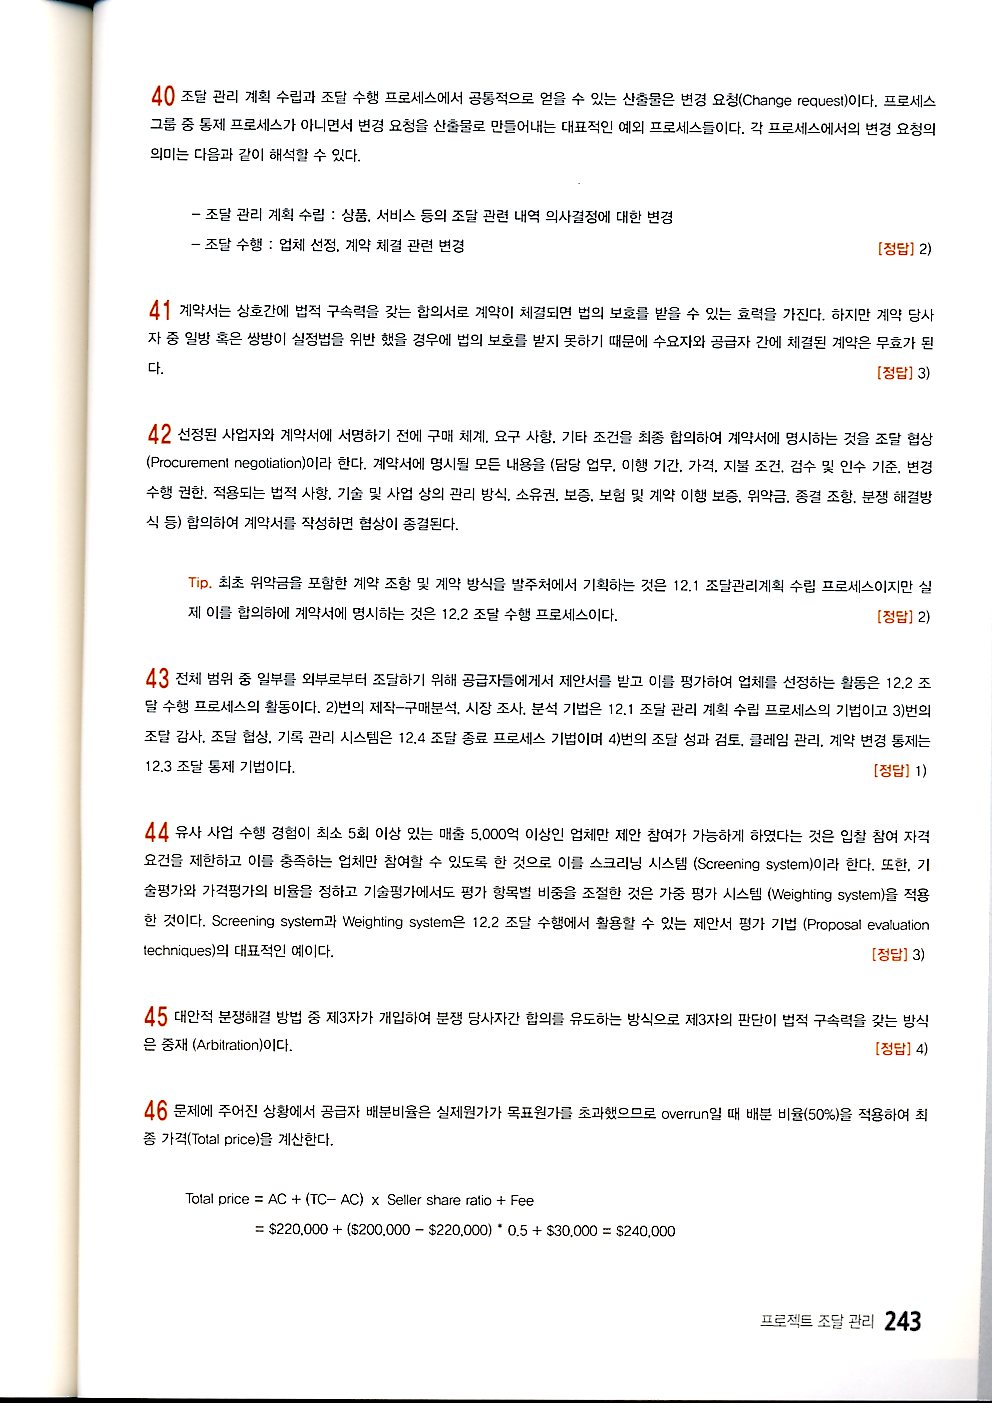 40 조달 관리 계획 수립과 조달 수행 프로세스에서 공통적으로 얻을 수 있는 산출물은 변경 요청(Change request)이다. 프로세스
그룹 중 통제 프로세스가 아니면서 변경 요청을 산출물로 만들어내는 대표적인 예외 프로세스들이다. 각 프로세스에서의 변경 요청의
의미는 다음과 같이 해석할 수 있다.
– 조달 관리 계획 수립 : 상품, 서비스 등의 조달 관련 내역 의사결정에 대한 변경
– 조달 수행 : 업체 선정, 계약 체결 관련 변경 [정답] 2)
41 계약서는 상호간에 법적 구속력을 갖는 합의서로 계약이 체결되면 법의 보호를 받을 수 있는 효력을 가진다. 하지만 계약 당사
자 중 일방 혹은 쌍방이 실정법을 위반 했을 경우에 법의 보호를 받지 못하기 때문에 수요자와 공급자 간에 체결된 계약은 무효가 된
다. [정답] 3)
42 선정된 사업자와 계약서에 서명하기 전에 구매 체계, 요구 사항, 기타 조건을 최종 합의하여 계약서에 명시하는 것을 조달 협상
(Procurement negotiation)이라 한다. 계약서에 명시될 모든 내용을 (담당 업무, 이행 기간, 가격, 지불 조건, 검수 및 인수 기준, 변경
수행 권한, 적용되는 법적 사항, 기술 및 사업 상의 관리 방식, 소유권, 보증, 보험 및 계약 이행 보증, 위약금, 종결 조항, 분쟁 해결방
식 등) 합의하여 계약서를 작성하면 협상이 종결된다.
Tip. 최초 위약금을 포함한 계약 조항 및 계약 방식을 발주처에서 기획하는 것은 12.1 조달관리계획 수립 프로세스이지만 실
제 이를 합의하에 계약서에 명시하는 것은 12.2 조달 수행 프로세스이다. [정답] 2)
43 전체 범위 중 일부를 외부로부터 조달하기 위해 공급자들에게서 제안서를 받고 이를 평가하여 업체를 선정하는 활동은 12.2 조
달 수행 프로세스의 활동이다. 2)번의 제작–구매분석, 시장 조사, 분석 기법은 12.1 조달 관리 계획 수립 프로세스의 기법이고 3)번의
조달 감사, 조달 협상, 기록 관리 시스템은 12.4 조달 종료 프로세스 기법이며 4)번의 조달 성과 검토, 클레임 관리, 계약 변경 통제는
12.3 조달 통제 기법이다. [정답] 1)
44 유사 사업 수행 경험이 최소 5회 이상 있는 매출 5,000억 이상인 업체만 제안 참여가 가능하게 하였다는 것은 입찰 참여 자격
요건을 제한하고 이를 충족하는 업체만 참여할 수 있도록 한 것으로 이를 스크리닝 시스템 (Screening system)이라 한다. 또한, 기
술평가와 가격평가의 비율을 정하고 기술평가에서도 평가 항목별 비중을 조절한 것은 가중 평가 시스템 (Weighting system)을 적용
한 것이다. Screening system과 Weighting system은 12.2 조달 수행에서 활용할 수 있는 제안서 평가 기법 (Proposal evaluation
techniques)의 대표적인 예이다. [정답] 3)
45 대안적 분쟁해결 방법 중 제3자가 개입하여 분쟁 당사자간 합의를 유도하는 방식으로 제3자의 판단이 법적 구속력을 갖는 방식
은 중재 (Arbitration)이다. [정답] 4)
46 문제에 주어진 상황에서 공급자 배분비율은 실제원가가 목표원가를 초과했으므로 overrun일 때 배분 비율(50%)을 적용하여 최
종 가격(Total price)을 계산한다.
Total price = AC + (TC– AC) x Seller share ratio + Fee
= $220,000 + ($200,000 – $220,000) * 0.5 + $30,000 = $240,000
프로젝트 조달 관리 243